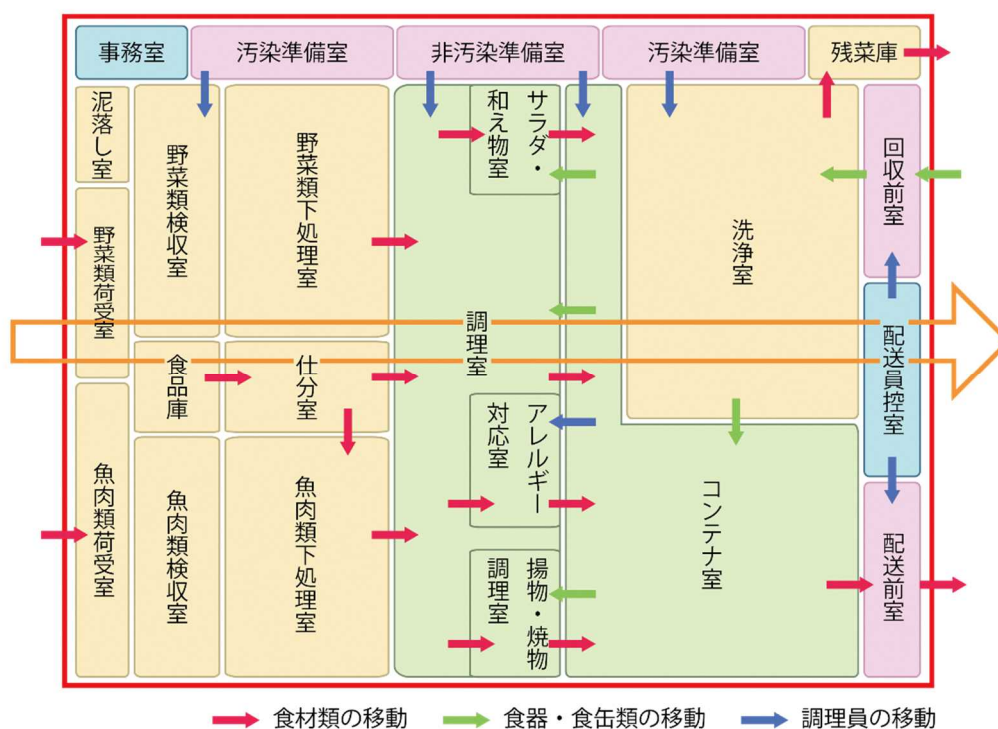 事務室
汚染準備室
非汚染準備室
汚染準備室
残菜庫
泥落し室
野菜類荷受室
魚肉類荷受室
野菜類検収室
食品庫
魚肉類検収室
野菜類下処理室
仕分室
魚肉類下処理室
調理室
サラダ・
和え物室
アレルギー
対応室
揚物・焼物
調理室
洗浄室
コンテナ室
回収前室
配送員控室
配送前室
食材類の移動
食器・食缶類の移動
調理員の移動